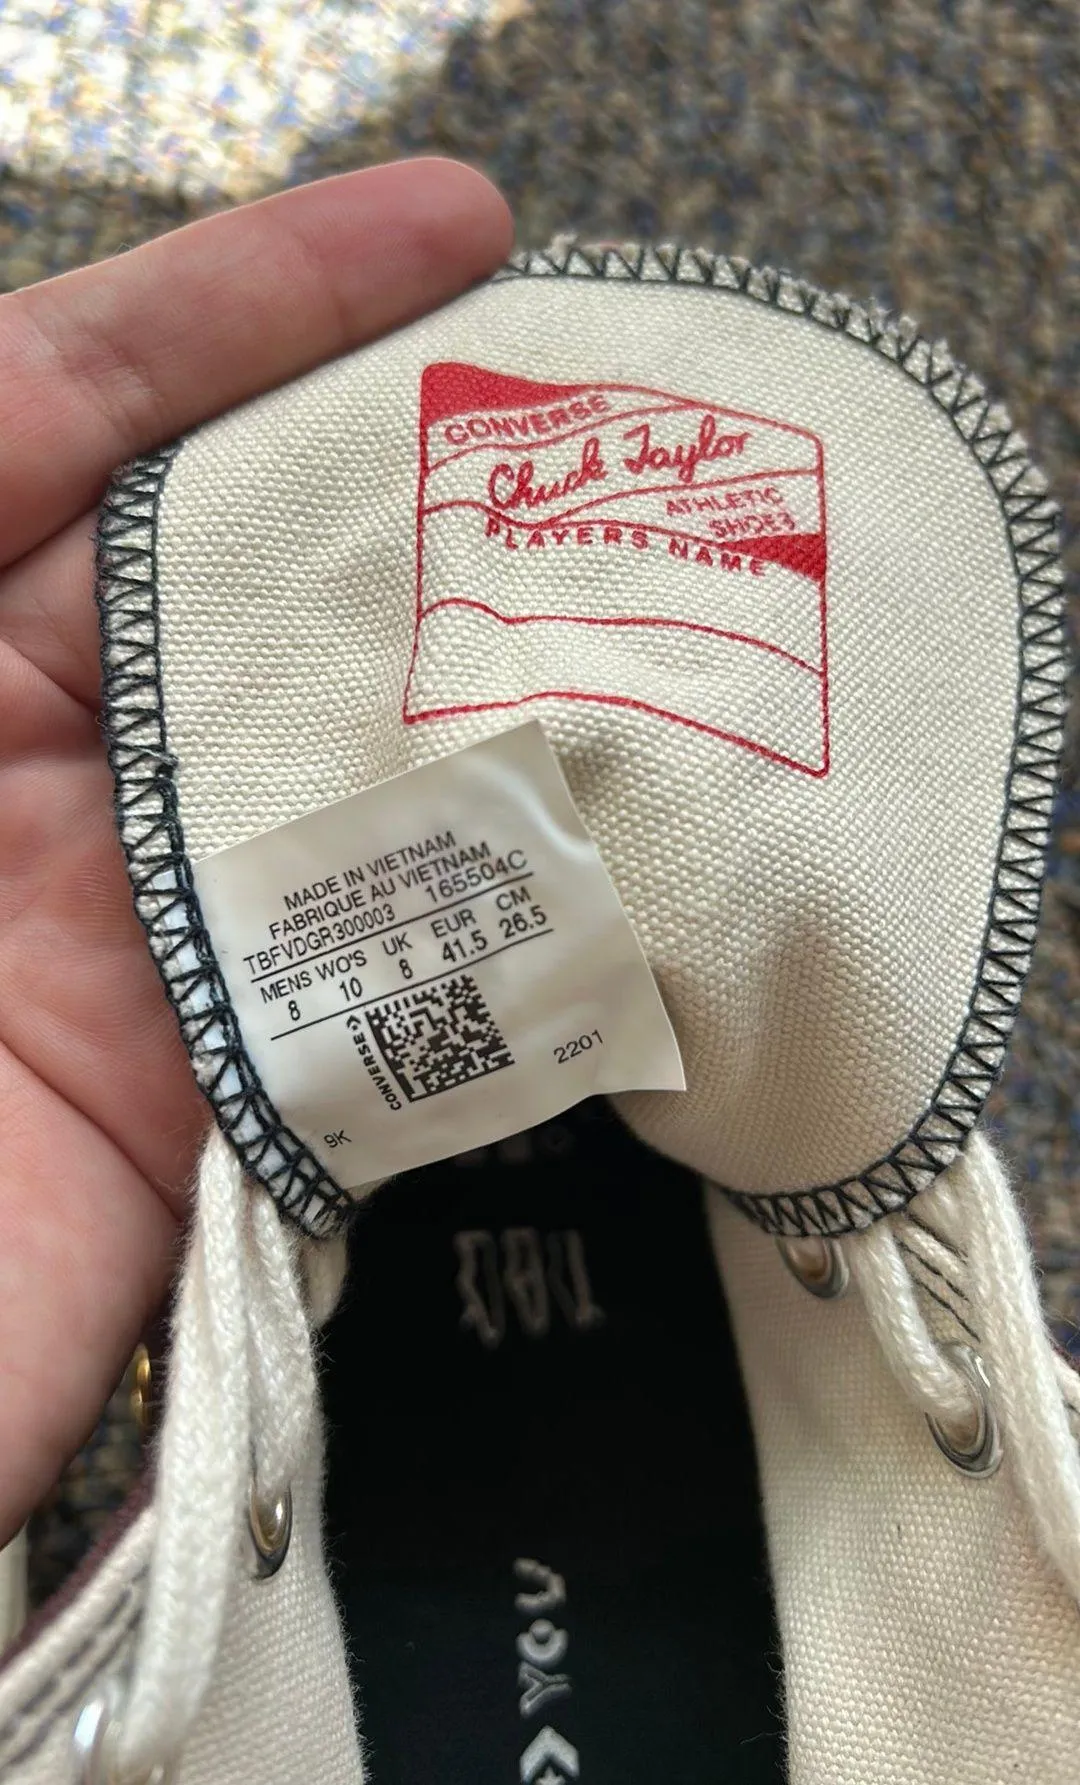 CONVERSE
Chuck Taylor
ATHLETIC
SHOES
PLAYERS NAME
MADE IN VIETNAM
FABRIQUE AU VIETNAM
TBFVDGR300003 165504C
MENS WO'S UK EUR CM
8 10 8 41.5 26.5
CONVERSE
2201
9K
YOU